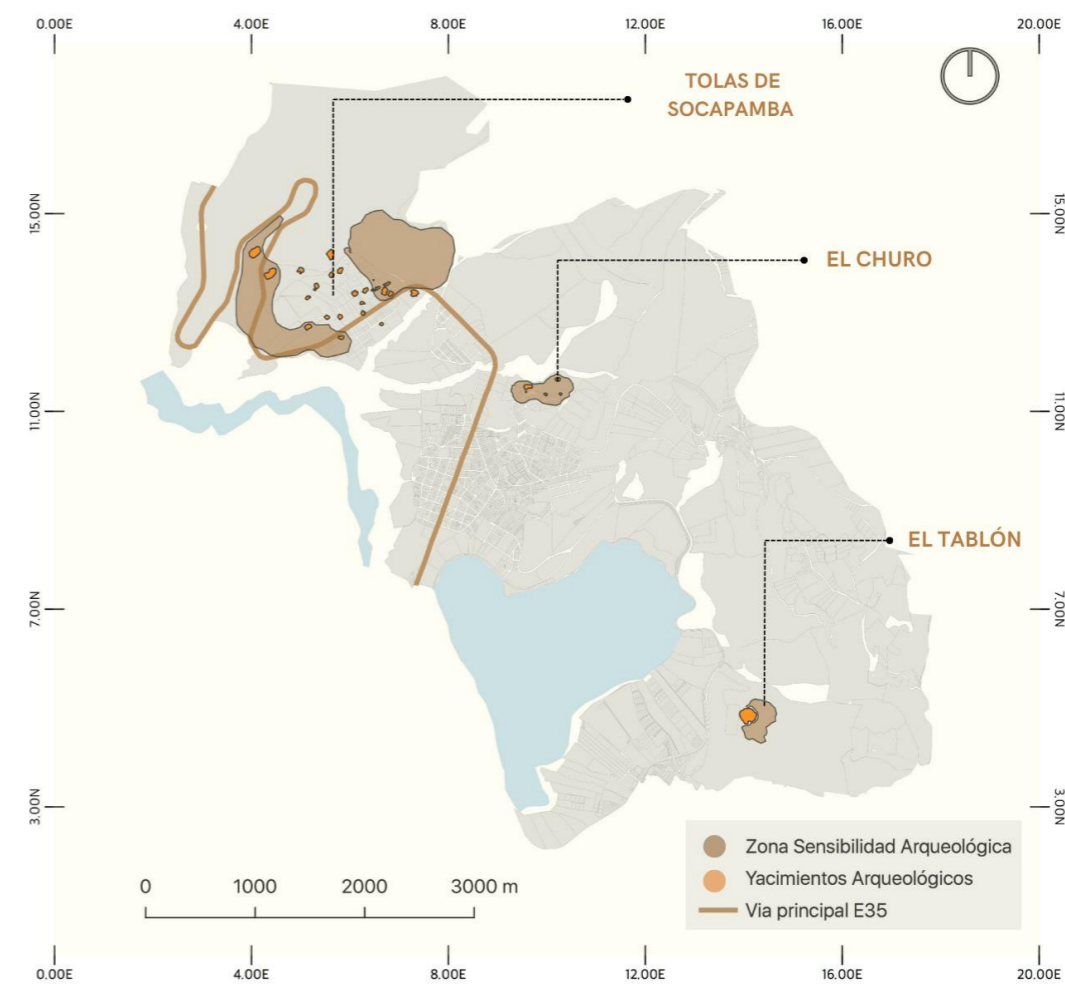 0.00E
4.00E
8.00E
12.00E
16.00E
20.00E
TOLAS DE
SOCAPAMBA
15.00N
15.00N
EL CHURO
11.00N
11.00N
EL TABLÓN
7.00N
7.00N
3.00N
3.00N
Zona Sensibilidad Arqueológica
Yacimientos Arqueológicos
Via principal E35
0
1000
2000
3000 m
0.00E
4.00E
8.00E
12.00E
16.00E
20.00E